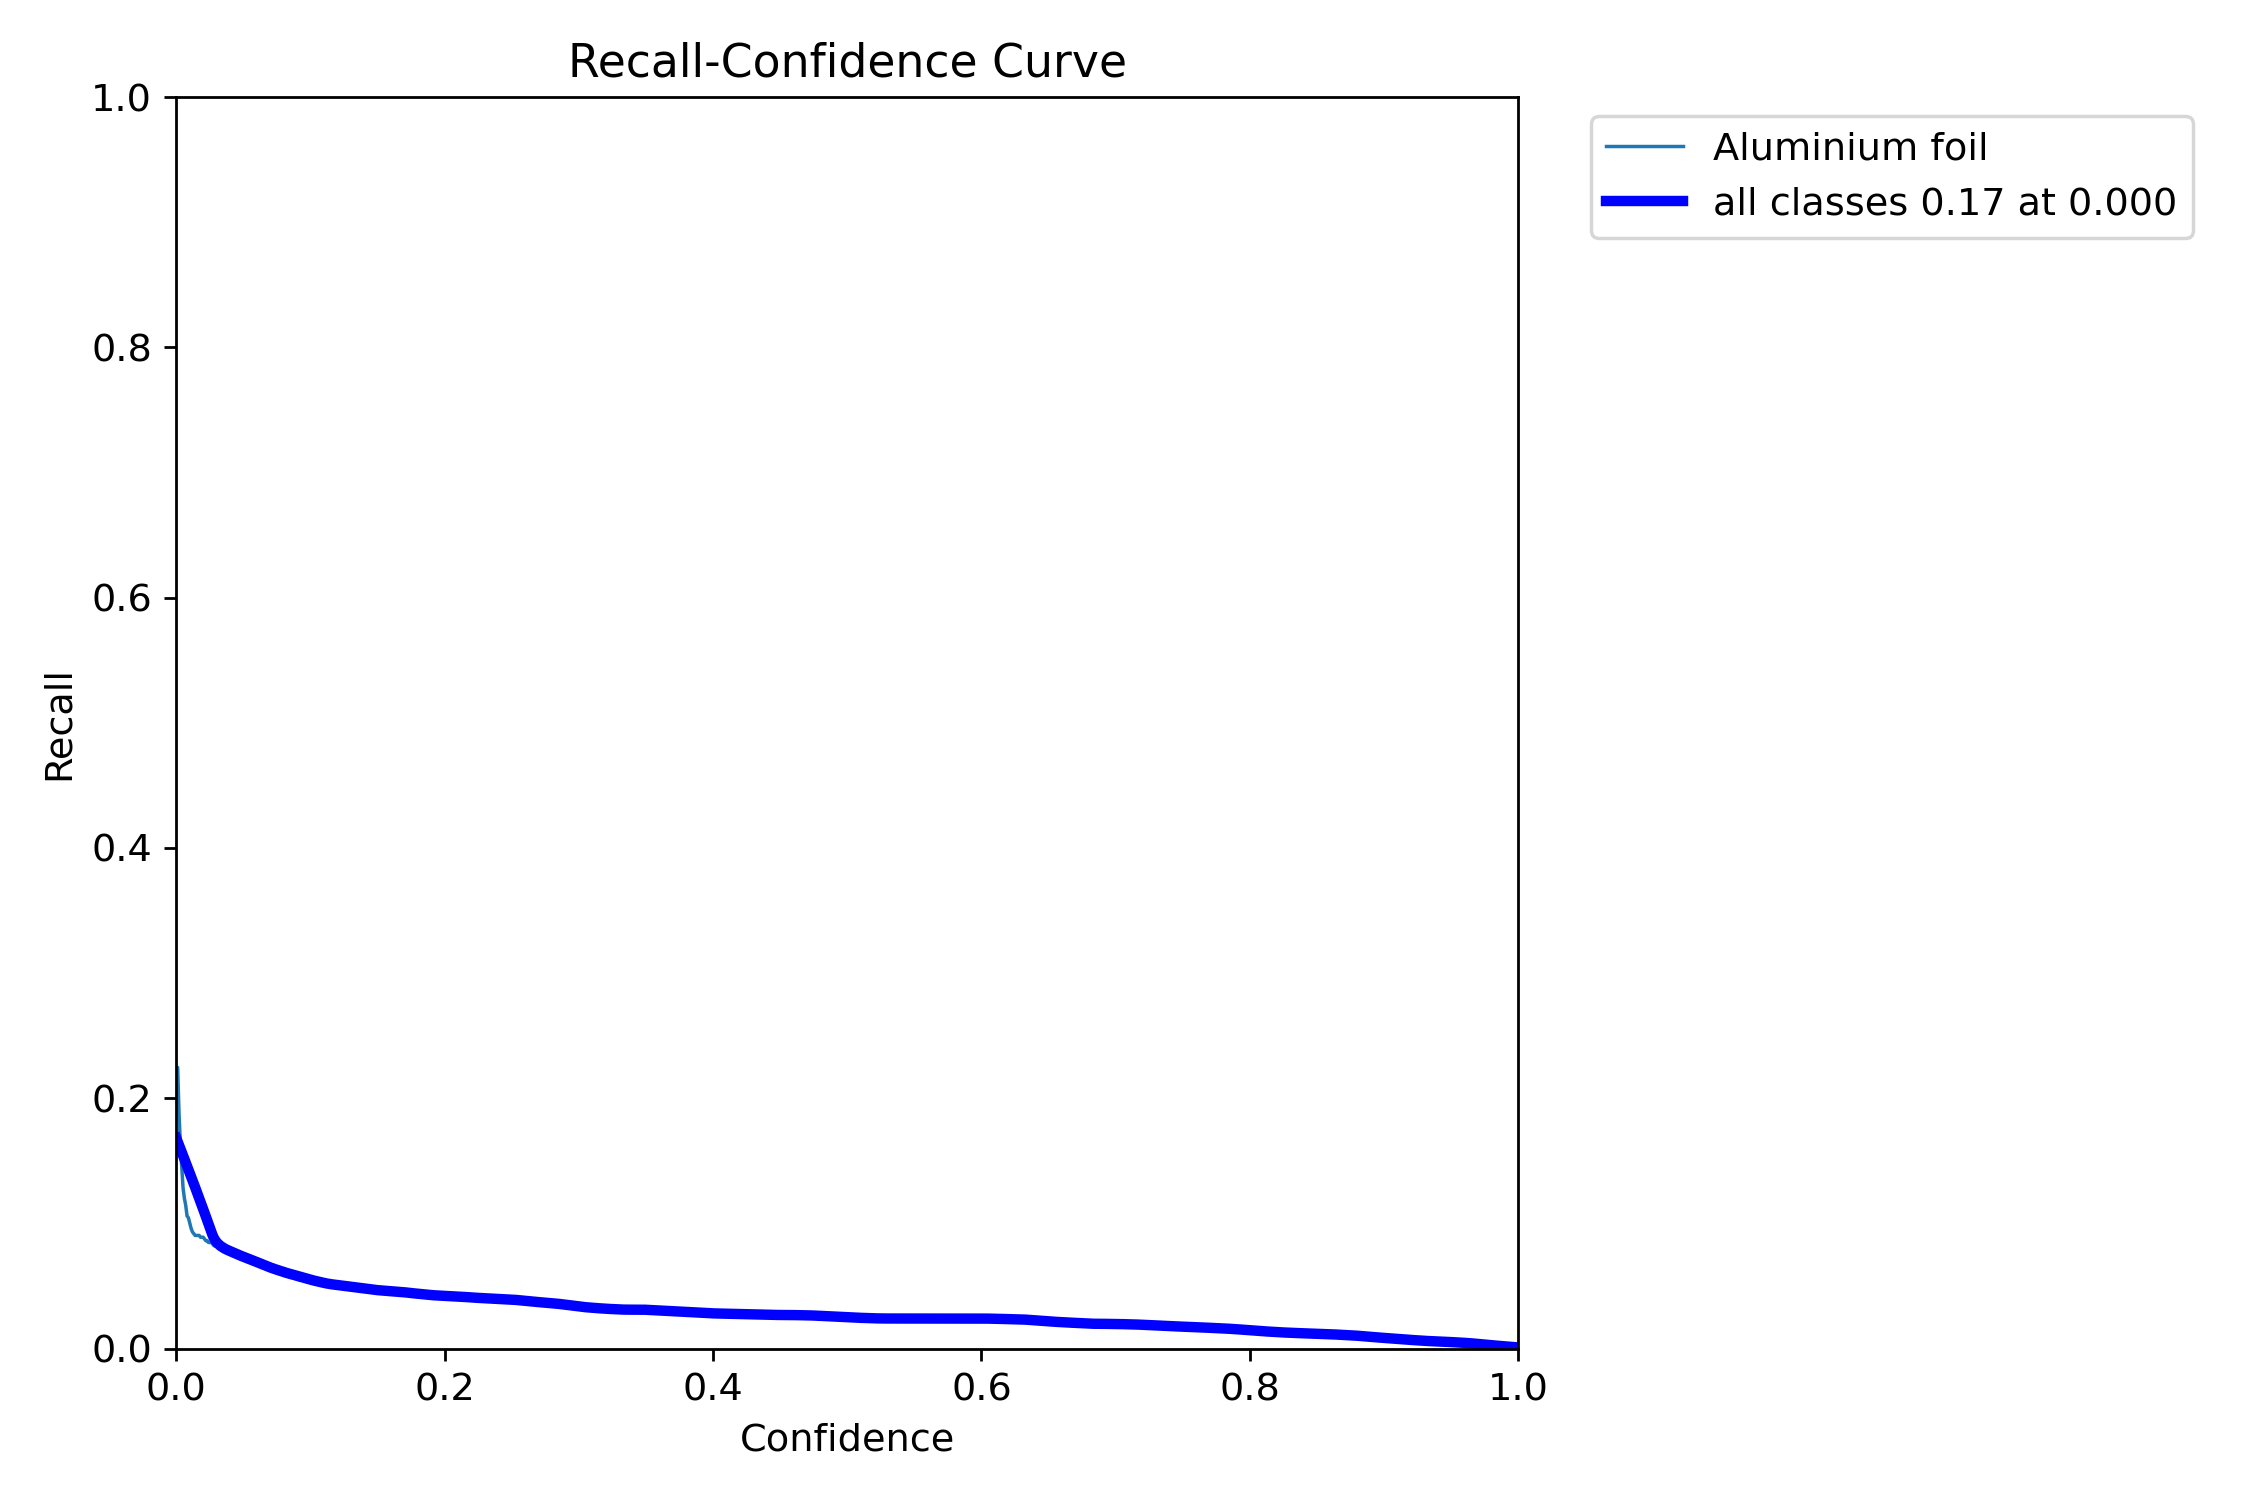 Recall-Confidence Curve
1.0
0.8
0.6
0.4
0.2
0.0
Recall
0.0 0.2 0.4 0.6 0.8 1.0
Confidence
Aluminium foil
all classes 0.17 at 0.000